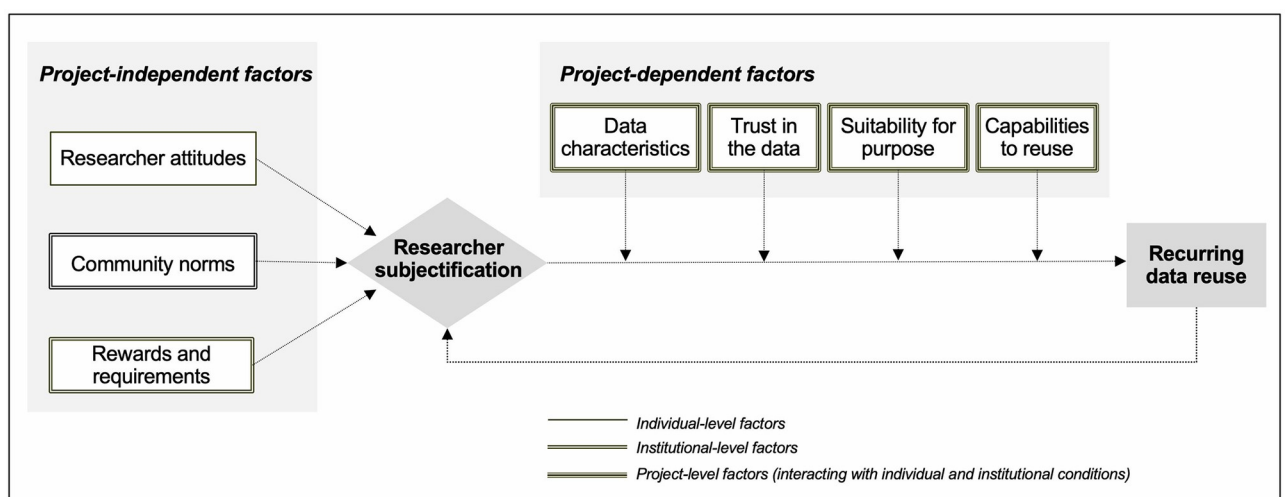 Project-independent factors
Researcher attitudes
Community norms
Rewards and
requirements
Researcher
subjectification
Project-dependent factors
Data
characteristics
Trust in
the data
Suitability for
purpose
Capabilities
to reuse
Recurring
data reuse
Individual-level factors
Institutional-level factors
Project-level factors (interacting with individual and institutional conditions)